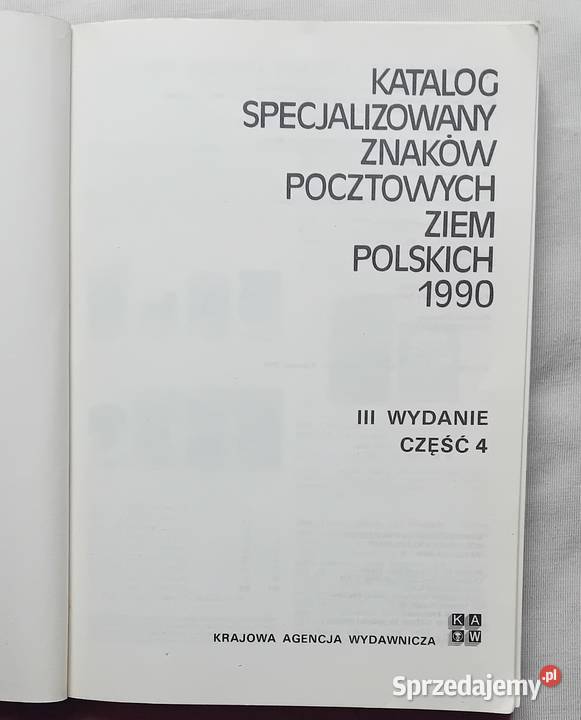 KATALOG
SPECJALIZOWANY
ZNAKÓW
POCZTOWYCH
ZIEM
POLSKICH
1990
III WYDANIE
CZĘŚĆ 4
KRAJOWA AGENCJA WYDAWNICZA
K A
W
Sprzedajemy.pl